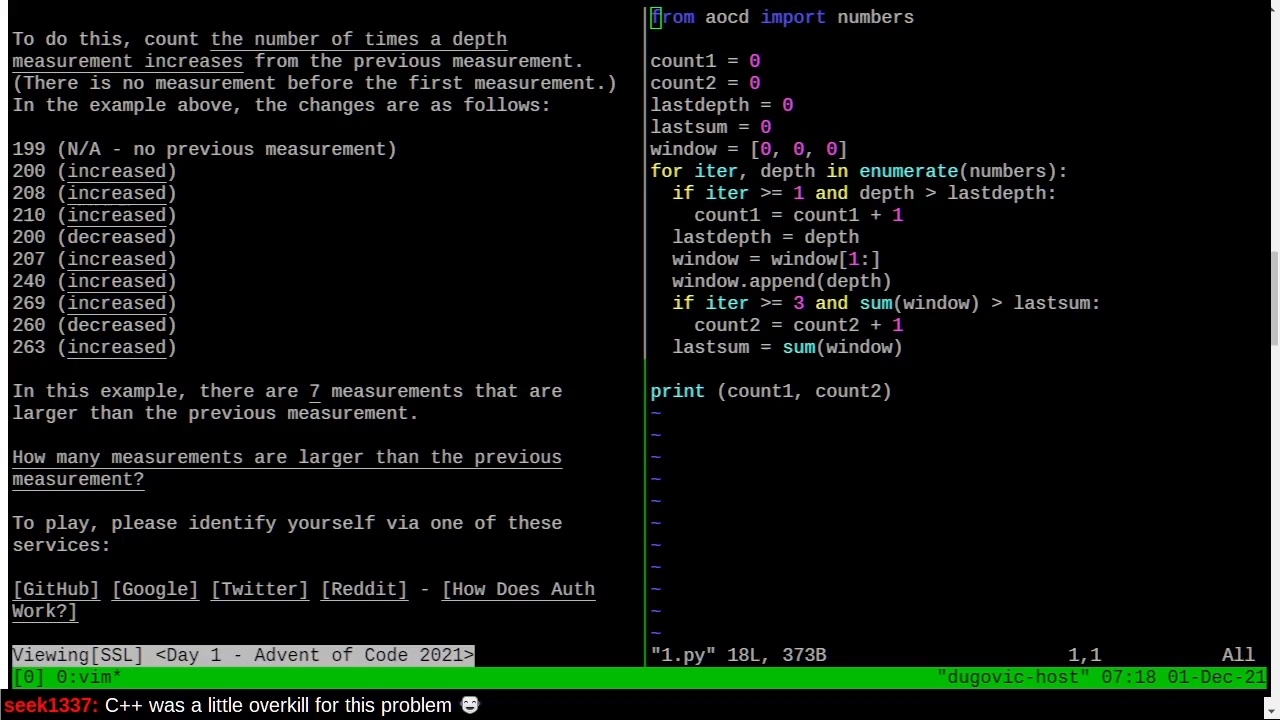 To do this, count the number of times a depth
measurement increases from the previous measurement.
(There is no measurement before the first measurement.)
In the example above, the changes are as follows:
199 (N/A - no previous measurement)
200 (increased)
208 (increased)
210 (increased)
200 (decreased)
207 (increased)
240 (increased)
269 (increased)
260 (decreased)
263 (increased)
In this example, there are 7 measurements that are
larger than the previous measurement.
How many measurements are larger than the previous
measurement?
To play, please identify yourself via one of these
services:
[GitHub] [Google] [Twitter] [Reddit] - [How Does Auth
Work?]
Viewing[SSL] <Day 1 - Advent of Code 2021>
from aocd import numbers
count1 = 0
count2 = 0
lastdepth = 0
lastsum = 0
window = [0, 0, 0]
for iter, depth in enumerate(numbers):
  if iter >= 1 and depth > lastdepth:
    count1 = count1 + 1
  lastdepth = depth
  window = window[1:]
  window.append(depth)
  if iter >= 3 and sum(window) > lastsum:
    count2 = count2 + 1
  lastsum = sum(window)
print (count1, count2)
~
~
~
~
~
~
~
~
~
~
~
"1.py" 18L, 373B 1,1 All
[0] 0:vim* "dugovic-host" 07:18 01-Dec-21
seek1337: C++ was a little overkill for this problem